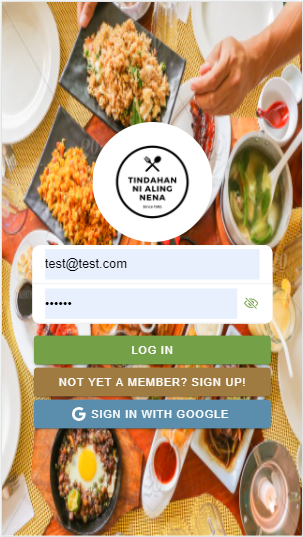 TINDAHAN
NI ALING
NENA
Since 1980
test@test.com
••••••
LOG IN
NOT YET A MEMBER? SIGN UP!
G SIGN IN WITH GOOGLE